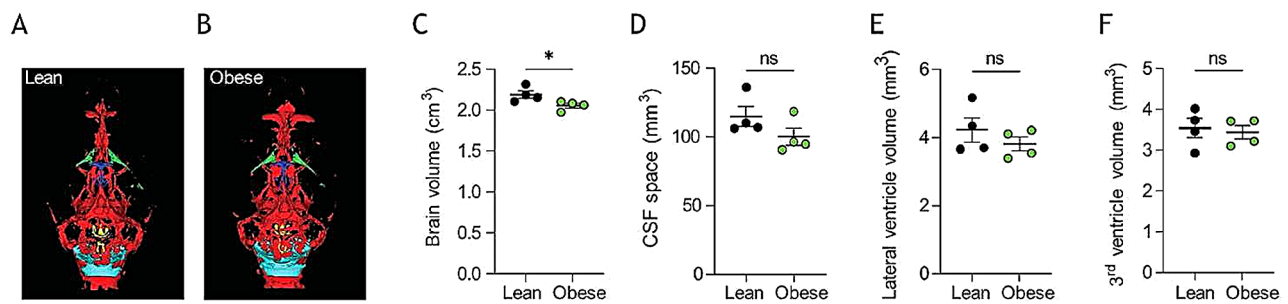 A
B
C
D
E
F
Lean
Obese
*
Brain volume (cm³)
2.5
2.0
1.5
1.0
0.5
0.0
Lean Obese
ns
CSF space (mm³)
150
100
50
0
Lean Obese
ns
Lateral ventricle volume (mm³)
6
4
2
0
Lean Obese
ns
3rd ventricle volume (mm³)
5
4
3
2
1
0
Lean Obese